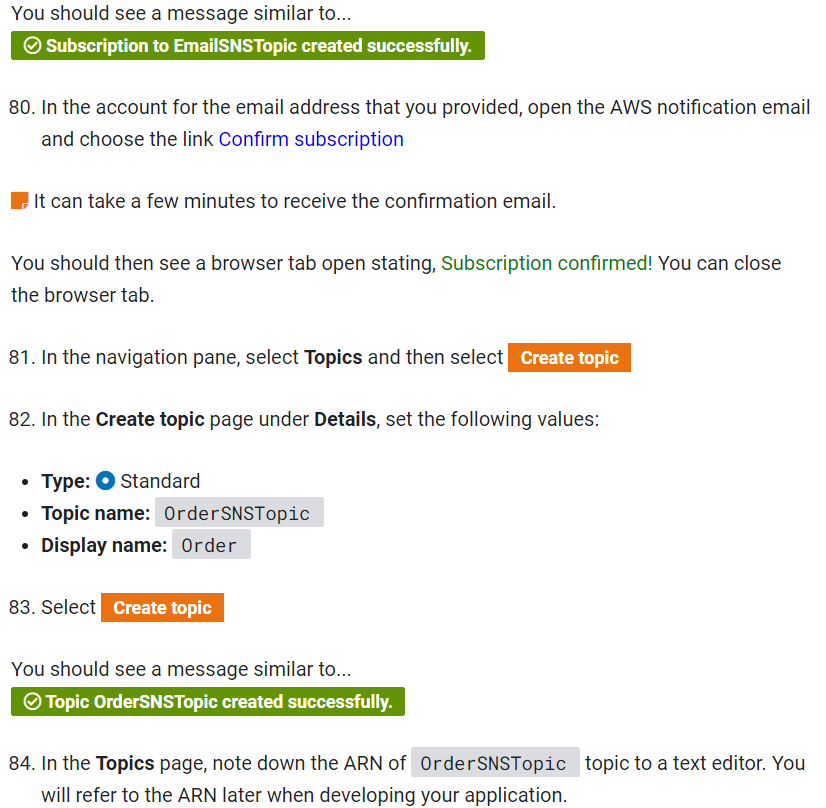 You should see a message similar to...
Subscription to EmailSNSTopic created successfully.
80. In the account for the email address that you provided, open the AWS notification email
and choose the link Confirm subscription
It can take a few minutes to receive the confirmation email.
You should then see a browser tab open stating, Subscription confirmed! You can close
the browser tab.
81. In the navigation pane, select Topics and then select Create topic
82. In the Create topic page under Details, set the following values:
• Type: Standard
• Topic name: OrderSNSTopic
• Display name: Order
83. Select Create topic
You should see a message similar to...
Topic OrderSNSTopic created successfully.
84. In the Topics page, note down the ARN of OrderSNSTopic topic to a text editor. You
will refer to the ARN later when developing your application.